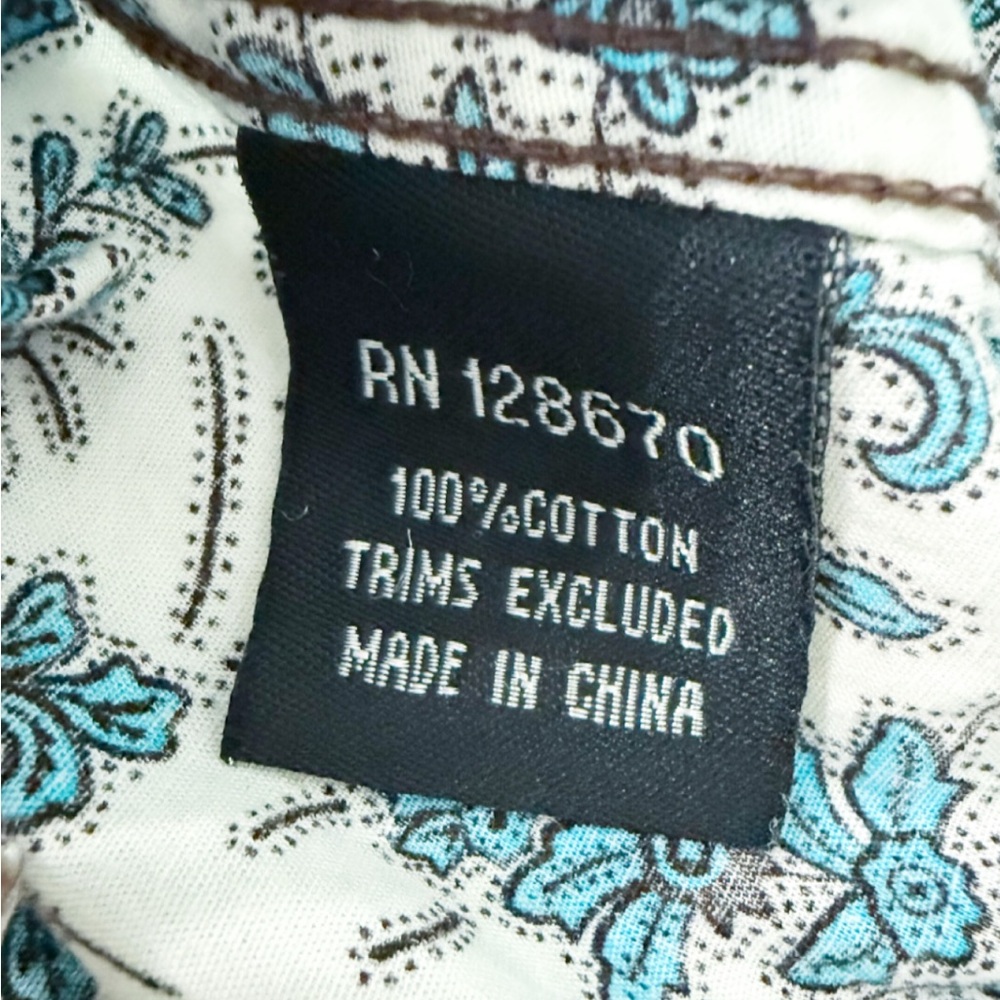 RN 128670
100%COTTON
TRIMS EXCLUDED
MADE IN CHINA